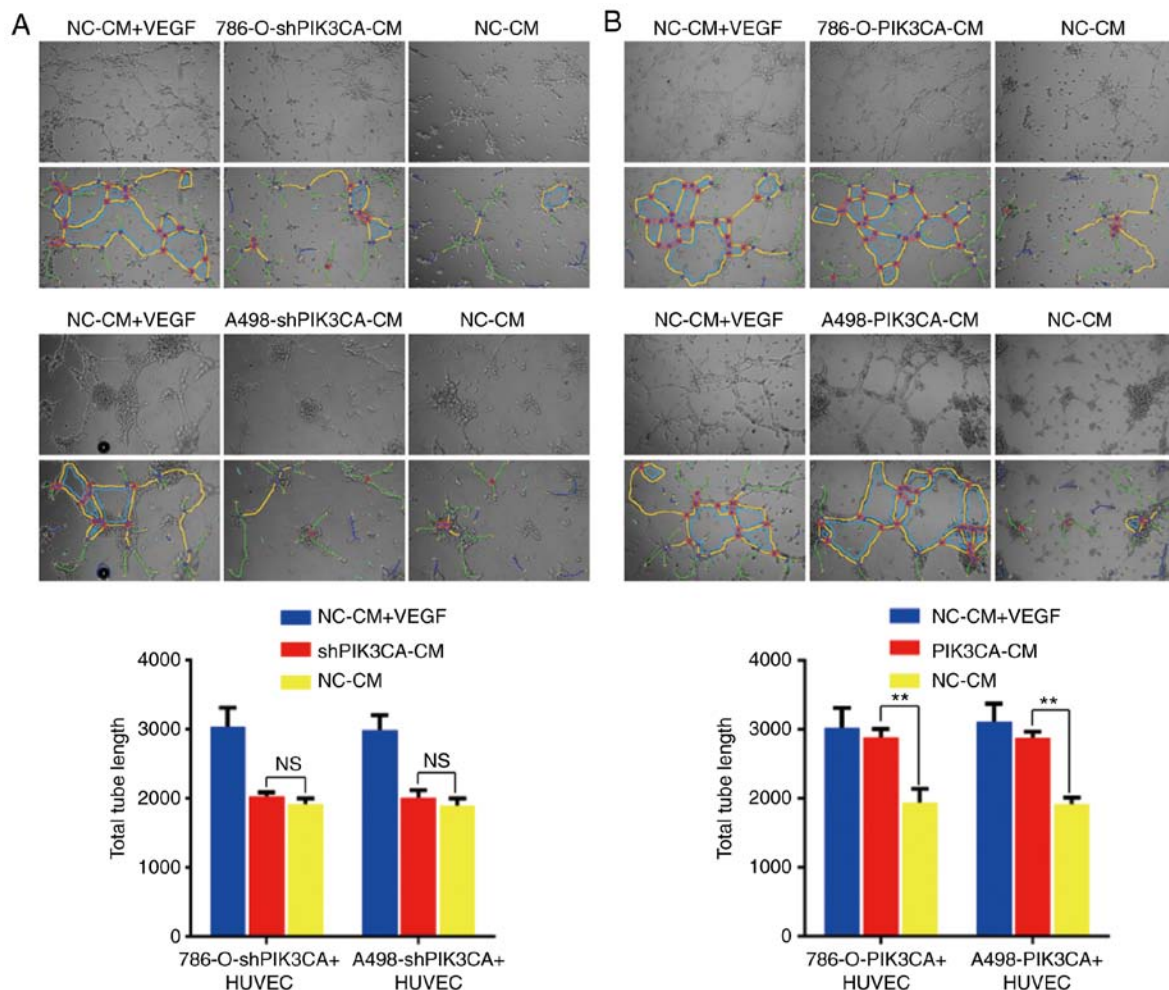 A
NC-CM+VEGF 786-O-shPIK3CA-CM NC-CM
NC-CM+VEGF A498-shPIK3CA-CM NC-CM
NC-CM+VEGF
shPIK3CA-CM
NC-CM
Total tube length
4000
3000
2000
1000
0
NS
NS
786-O-shPIK3CA+
HUVEC
A498-shPIK3CA+
HUVEC
B
NC-CM+VEGF 786-O-PIK3CA-CM NC-CM
NC-CM+VEGF A498-PIK3CA-CM NC-CM
NC-CM+VEGF
PIK3CA-CM
NC-CM
Total tube length
4000
3000
2000
1000
0
**
**
786-O-PIK3CA+
HUVEC
A498-PIK3CA+
HUVEC